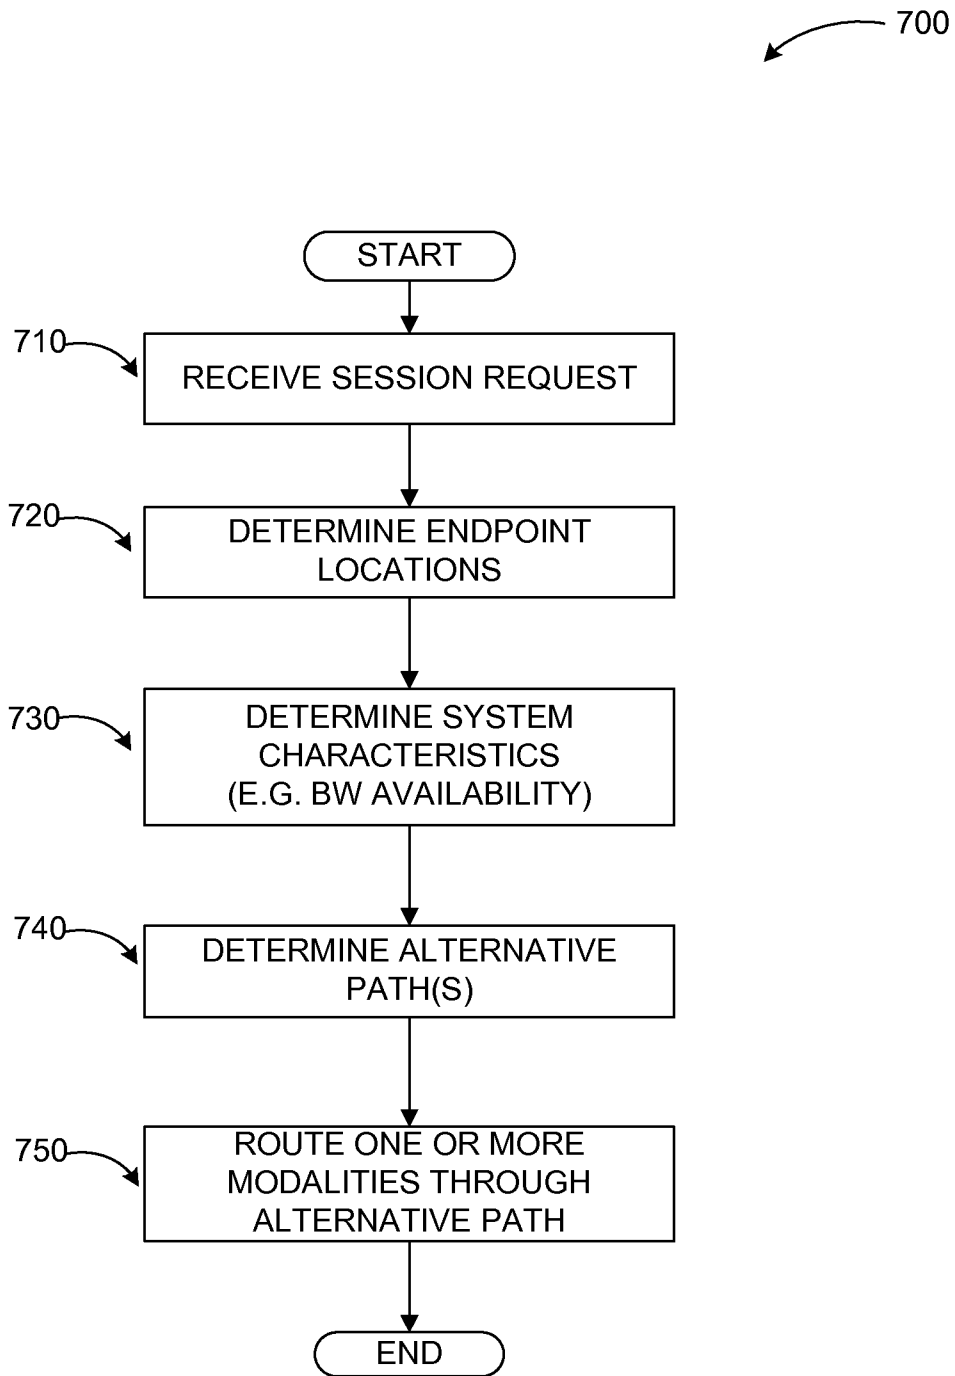 700
START
710
RECEIVE SESSION REQUEST
720
DETERMINE ENDPOINT
LOCATIONS
730
DETERMINE SYSTEM
CHARACTERISTICS
(E.G. BW AVAILABILITY)
740
DETERMINE ALTERNATIVE
PATH(S)
750
ROUTE ONE OR MORE
MODALITIES THROUGH
ALTERNATIVE PATH
END